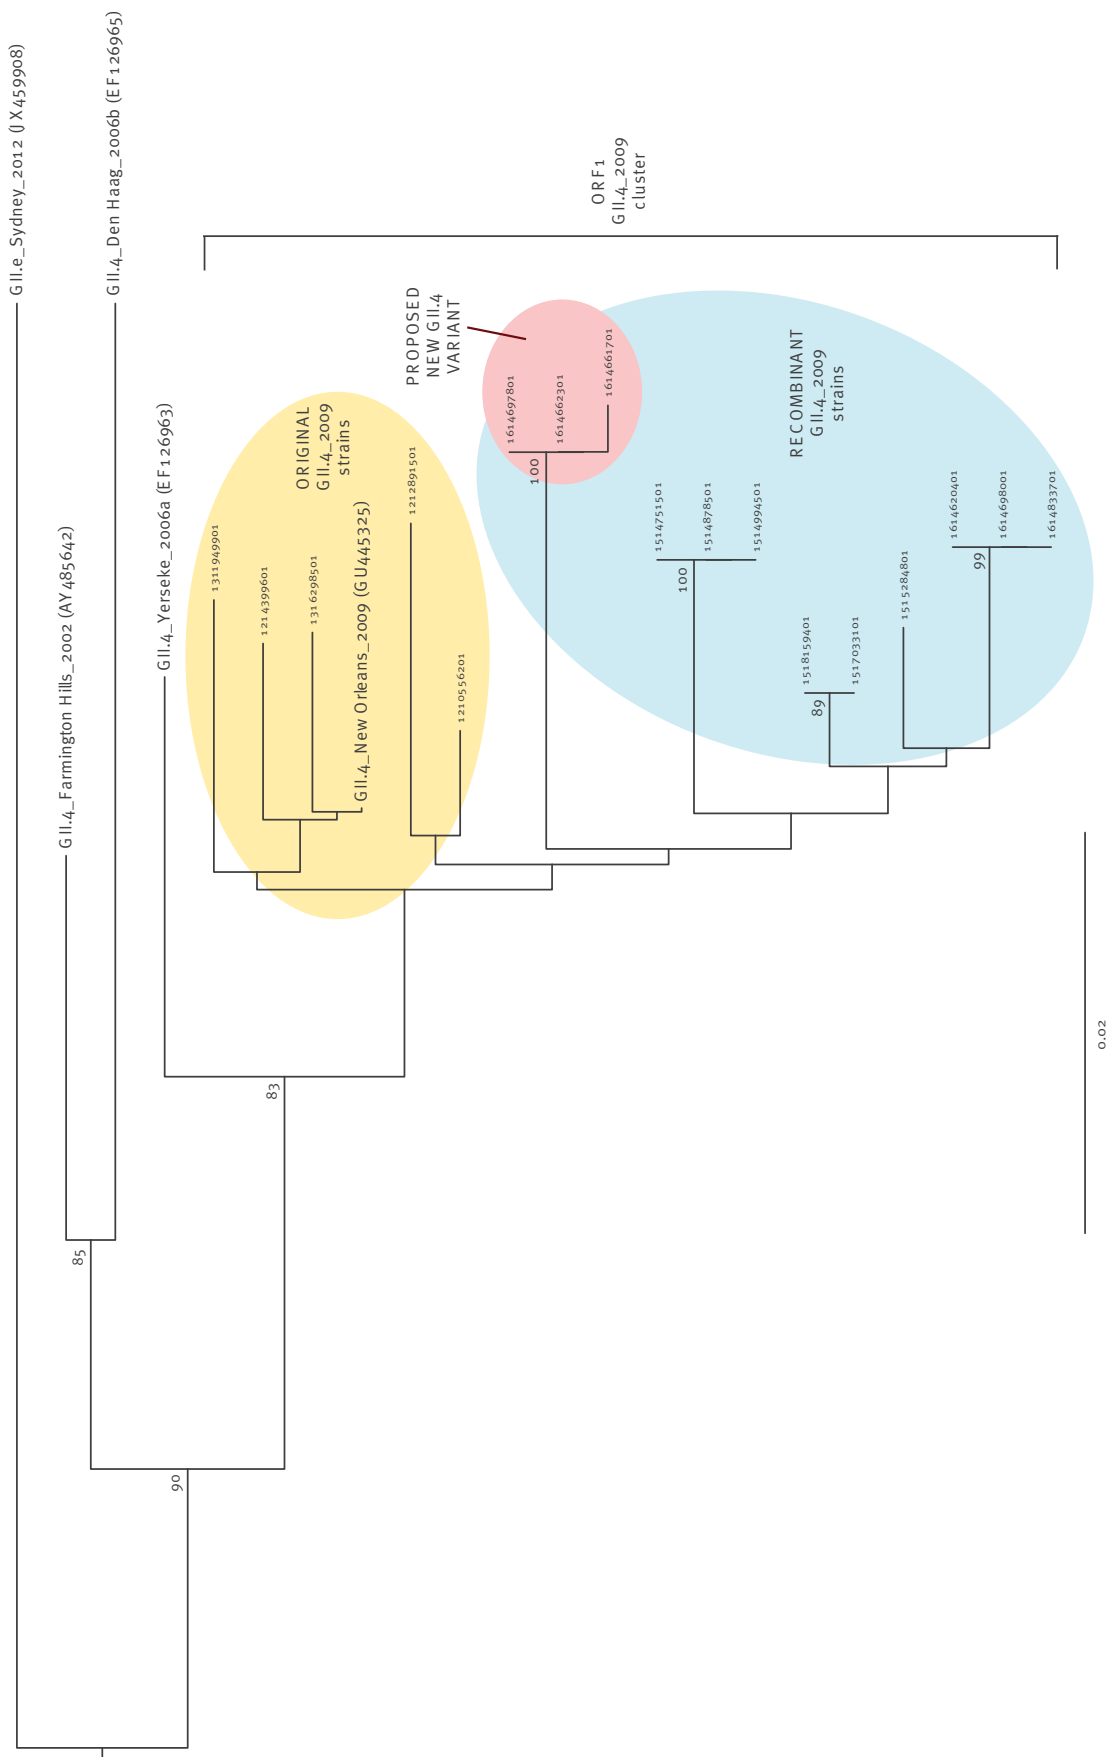 GII.e_Sydney_2012 (JX459908)
GII.4_Farmington Hills_2002 (AY485642)
GII.4_Den Haag_2006b (EF126965)
85
GII.4_Yerseke_2006a (EF126963)
1311949901
1214399601
1316298501
GII.4_New Orleans_2009 (GU445325)
1212891501
1210556201
ORIGINAL
GII.4_2009
strains
PROPOSED
NEW GII.4
VARIANT
1614697801
1614662301
1614661701
100
1514751501
1514878501
1514994501
100
1518159401
1517033101
89
1515284801
1614620401
1614698001
1614833701
99
RECOMBINANT
GII.4_2009
strains
ORF1
GII.4_2009
cluster
83
90
0.02